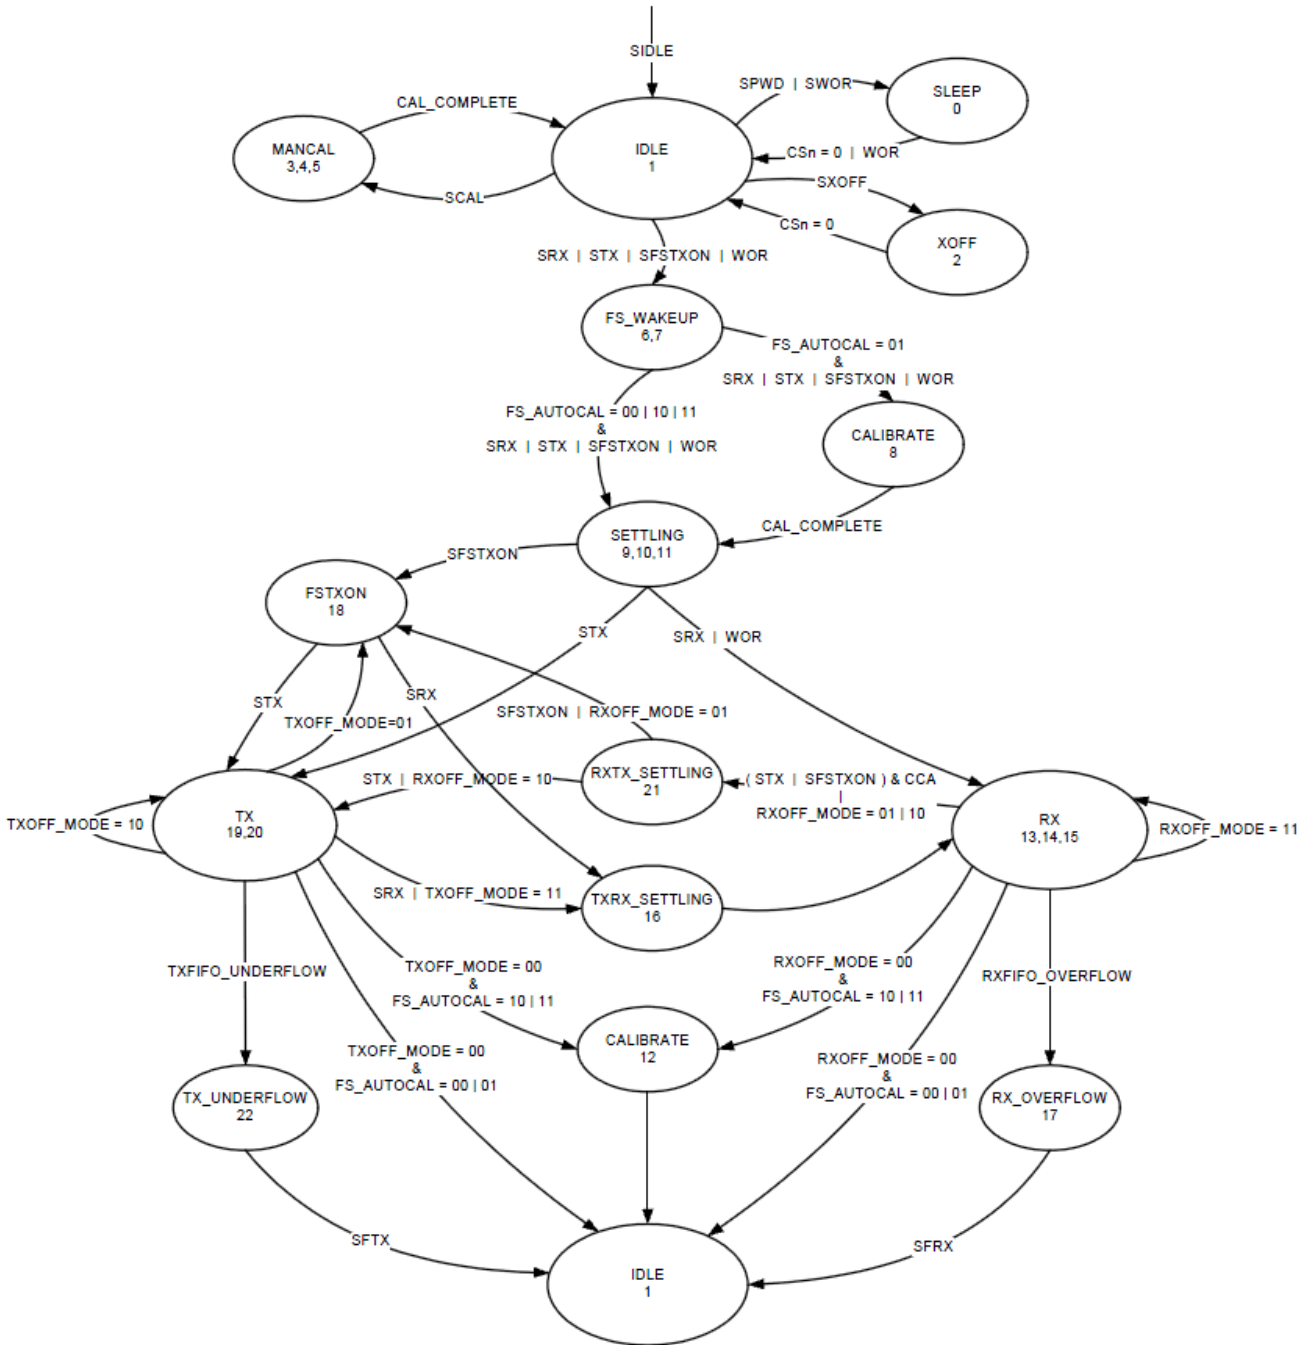 SIDLE
SPWD | SWOR
SLEEP
0
CAL_COMPLETE
MANCAL
3,4,5
IDLE
1
CSn = 0 | WOR
SCAL
SXOFF
CSn = 0
XOFF
2
SRX | STX | SFSTXON | WOR
FS_WAKEUP
6,7
FS_AUTOCAL = 01
&
SRX | STX | SFSTXON | WOR
FS_AUTOCAL = 00 | 10 | 11
&
SRX | STX | SFSTXON | WOR
CALIBRATE
8
CAL_COMPLETE
SETTLING
9,10,11
SFSTXON
FSTXON
18
STX
SRX | WOR
STX
SRX
TXOFF_MODE=01
SFSTXON | RXOFF_MODE = 01
STX | RXOFF_MODE = 10
RXTX_SETTLING
21
( STX | SFSTXON ) & CCA
|
RXOFF_MODE = 01 | 10
TXOFF_MODE = 10
TX
19,20
RX
13,14,15
RXOFF_MODE = 11
SRX | TXOFF_MODE = 11
TXRX_SETTLING
16
TXFIFO_UNDERFLOW
TXOFF_MODE = 00
&
FS_AUTOCAL = 10 | 11
RXOFF_MODE = 00
&
FS_AUTOCAL = 10 | 11
RXFIFO_OVERFLOW
CALIBRATE
12
TXOFF_MODE = 00
&
FS_AUTOCAL = 00 | 01
RXOFF_MODE = 00
&
FS_AUTOCAL = 00 | 01
TX_UNDERFLOW
22
RX_OVERFLOW
17
SFTX
SFRX
IDLE
1